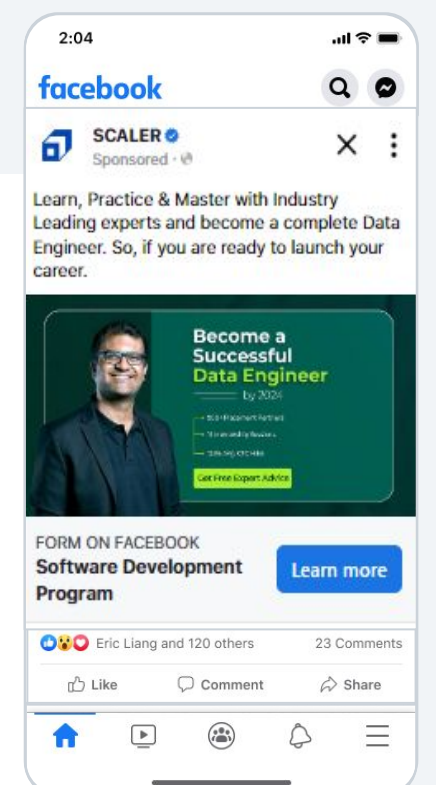 2:04
facebook
SCALER
Sponsored ·
Learn, Practice & Master with Industry
Leading experts and become a complete Data
Engineer. So, if you are ready to launch your
career.
Become a
Successful
Data Engineer
by 2024
Get Free Expert Advice
FORM ON FACEBOOK
Software Development
Program
Learn more
Eric Liang and 120 others
23 Comments
Like
Comment
Share